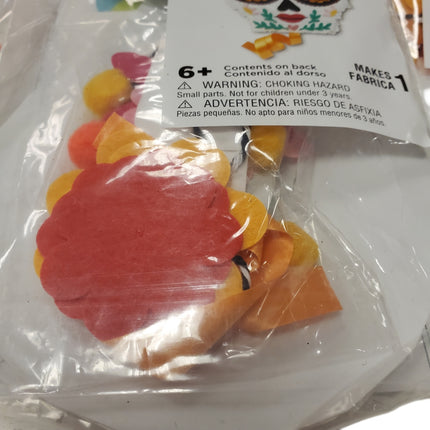 6+
Contents on back
Contenido al dorso
MAKES 1
FABRICA
⚠ WARNING: CHOKING HAZARD
Small parts. Not for children under 3 years
⚠ ADVERTENCIA: RIESGO DE ASFIXIA
Piezas pequeñas. No apto para niños menores de 3 años.